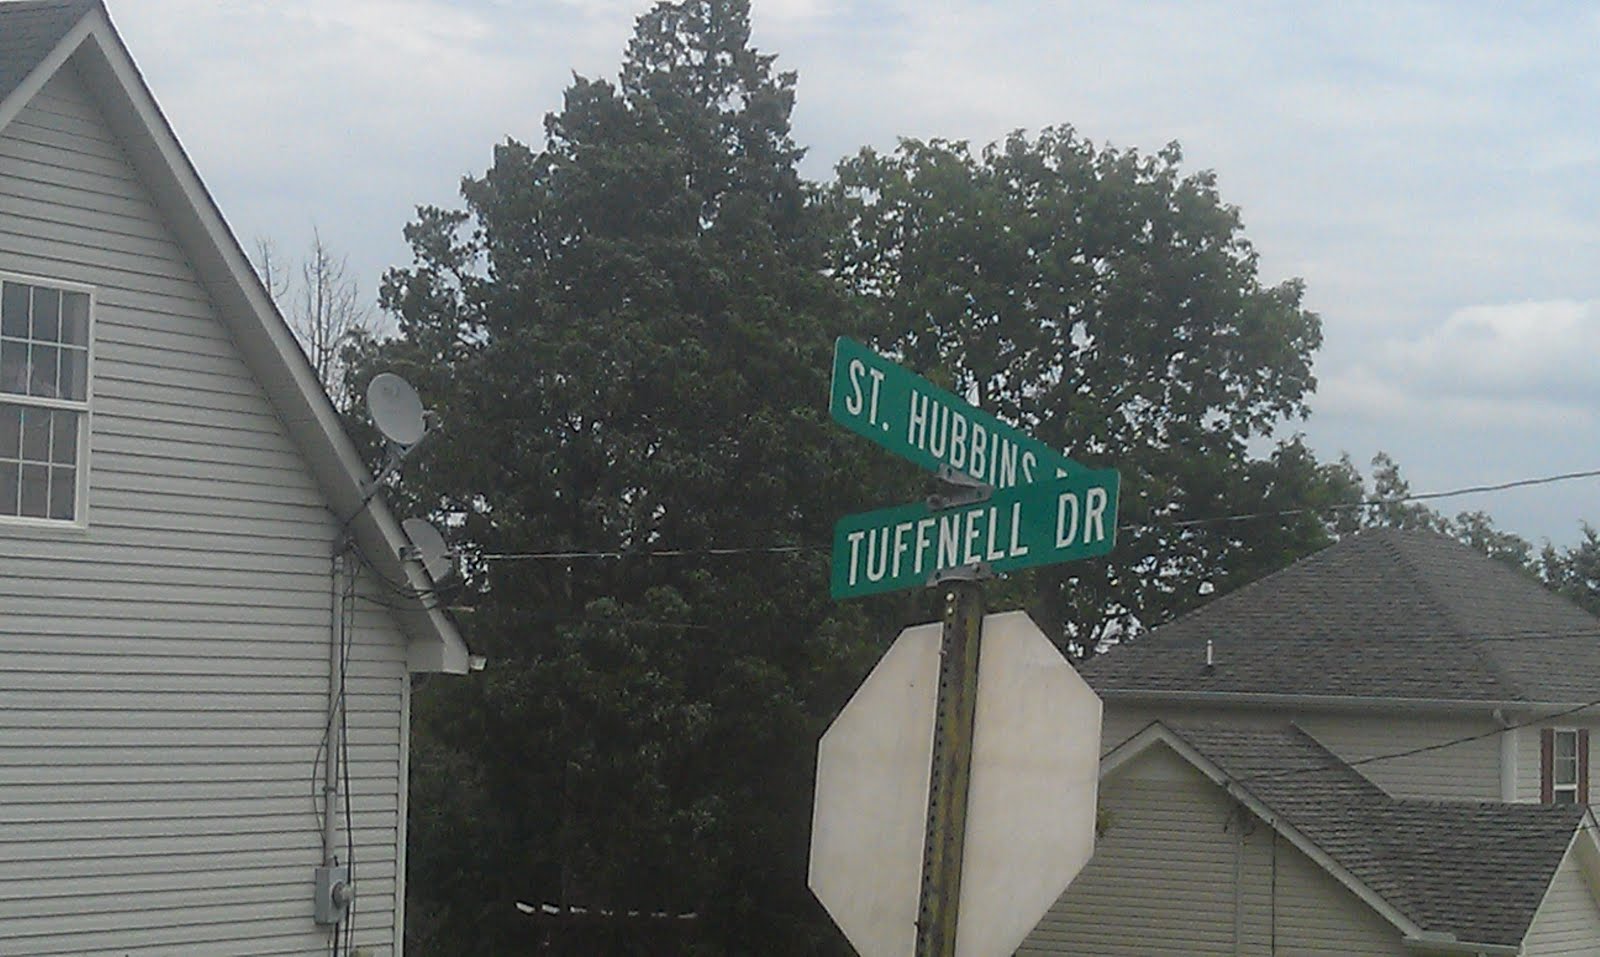 ST. HUBBINS
TUFFNELL DR